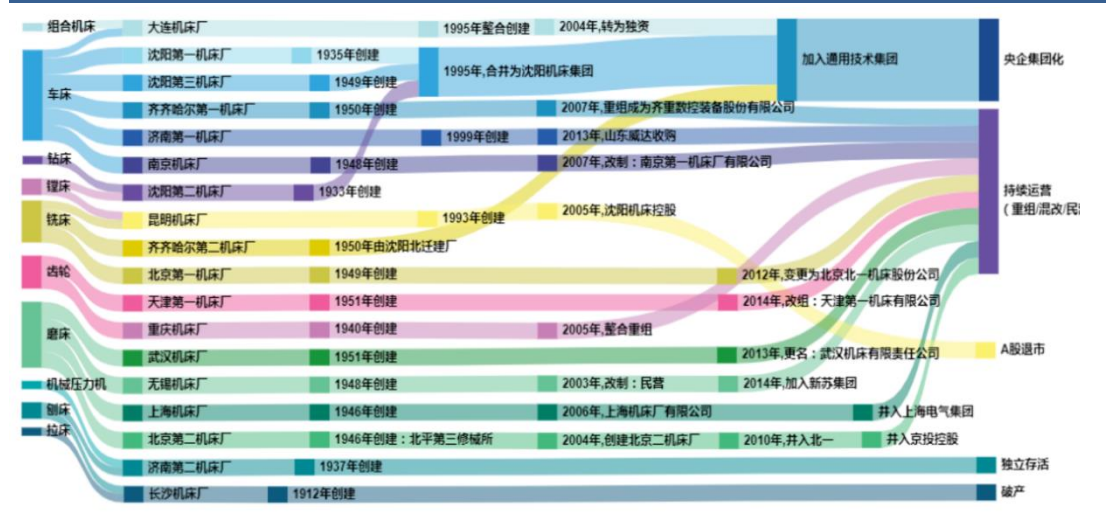 组合机床 大连机床厂 1995年整合创建 2004年,转为独资
沈阳第一机床厂 1935年创建
加入通用技术集团 央企集团化
1995年,合并为沈阳机床集团
车床 沈阳第三机床厂 1949年创建
齐齐哈尔第一机床厂 1950年创建 2007年,重组成为齐重数控装备股份有限公司
济南第一机床厂 1999年创建 2013年,山东威达收购
钻床 南京机床厂 1948年创建 2007年,改制：南京第一机床厂有限公司
镗床 沈阳第二机床厂 1933年创建
持续运营
(重组/混改/民
铣床 昆明机床厂 1993年创建 2005年,沈阳机床控股
齐齐哈尔第二机床厂 1950年由沈阳北迁建厂
齿轮 北京第一机床厂 1949年创建 2012年,变更为北京北一机床股份公司
天津第一机床厂 1951年创建 2014年,改组：天津第一机床有限公司
磨床 重庆机床厂 1940年创建 2005年,整合重组
武汉机床厂 1951年创建 2013年,更名：武汉机床有限责任公司 A股退市
机械压力机 无锡机床厂 1948年创建 2003年,改制：民营 2014年,加入新苏集团
刨床 上海机床厂 1946年创建 2006年,上海机床厂有限公司 并入上海电气集团
拉床 北京第二机床厂 1946年创建：北平第三修械所 2004年,创建北京二机床厂 2010年,并入北一 并入京投控股
济南第二机床厂 1937年创建 独立存活
长沙机床厂 1912年创建 破产